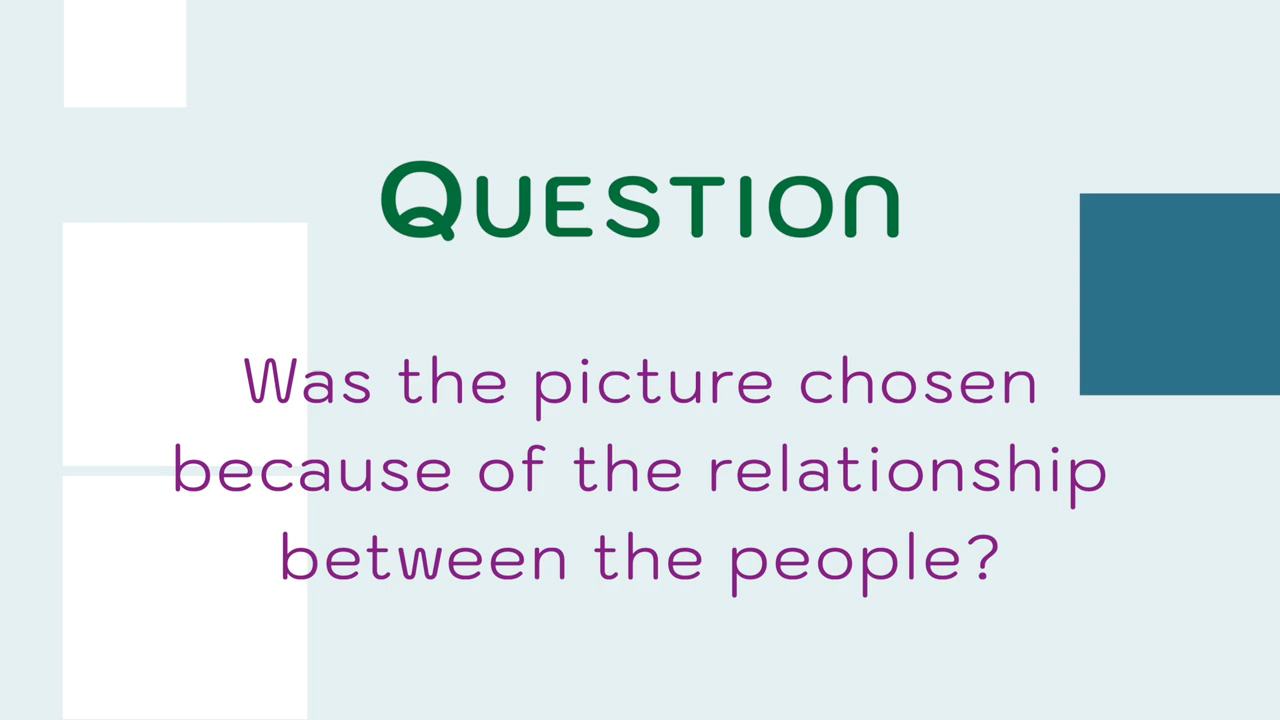 Question
Was the picture chosen
because of the relationship
between the people?